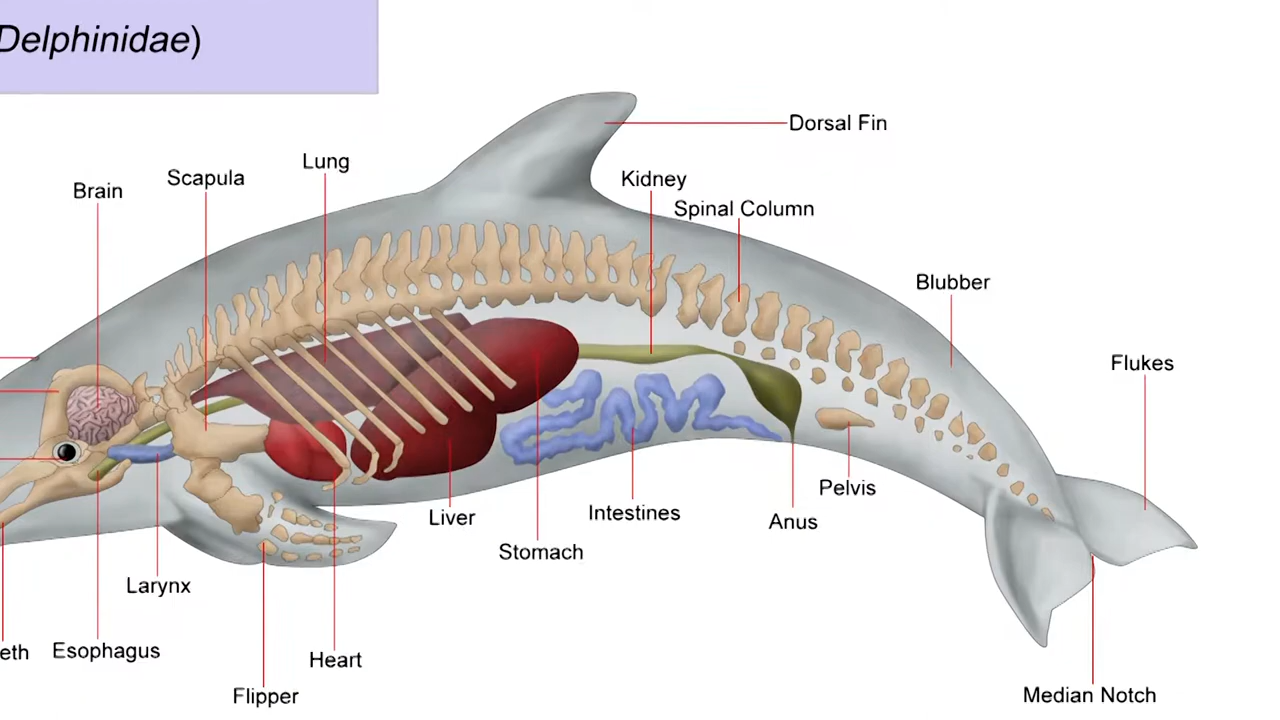 Delphinidae)
Dorsal Fin
Lung
Scapula
Kidney
Brain
Spinal Column
Blubber
Flukes
Pelvis
Intestines
Liver
Anus
Stomach
Larynx
eth
Esophagus
Heart
Flipper
Median Notch